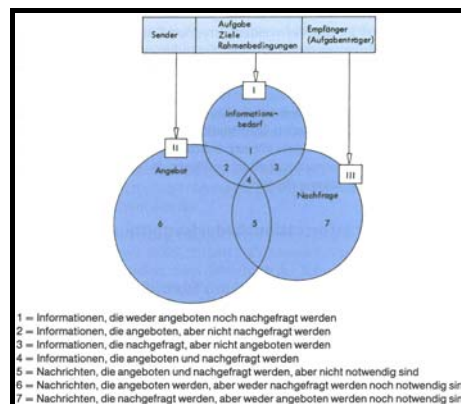 Sender
Aufgabe
Ziele
Rahmenbedingungen
Empfänger
(Aufgabenträger)
I
Informations-
bedarf
1
II
2
3
4
Angebot
III
Nachfrage
6
5
7
1 = Informationen, die weder angeboten noch nachgefragt werden
2 = Informationen, die angeboten, aber nicht nachgefragt werden
3 = Informationen, die nachgefragt, aber nicht angeboten werden
4 = Informationen, die angeboten und nachgefragt werden
5 = Nachrichten, die angeboten und nachgefragt werden, aber nicht notwendig sind
6 = Nachrichten, die angeboten werden, aber weder nachgefragt werden noch notwendig sin
7 = Nachrichten, die nachgefragt werden, aber weder angeboten werden noch notwendig sin